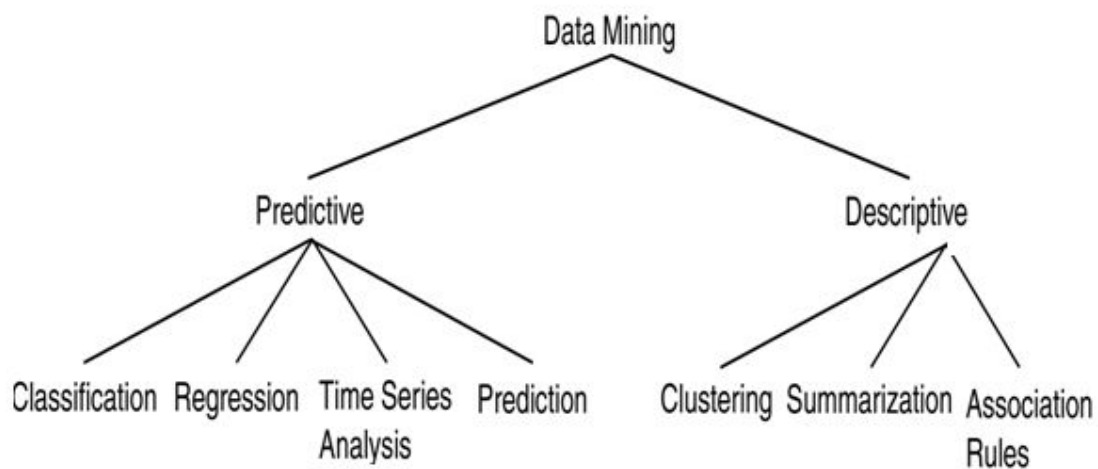 Data Mining
Predictive
Descriptive
Classification
Regression
Time Series
Analysis
Prediction
Clustering
Summarization
Association
Rules